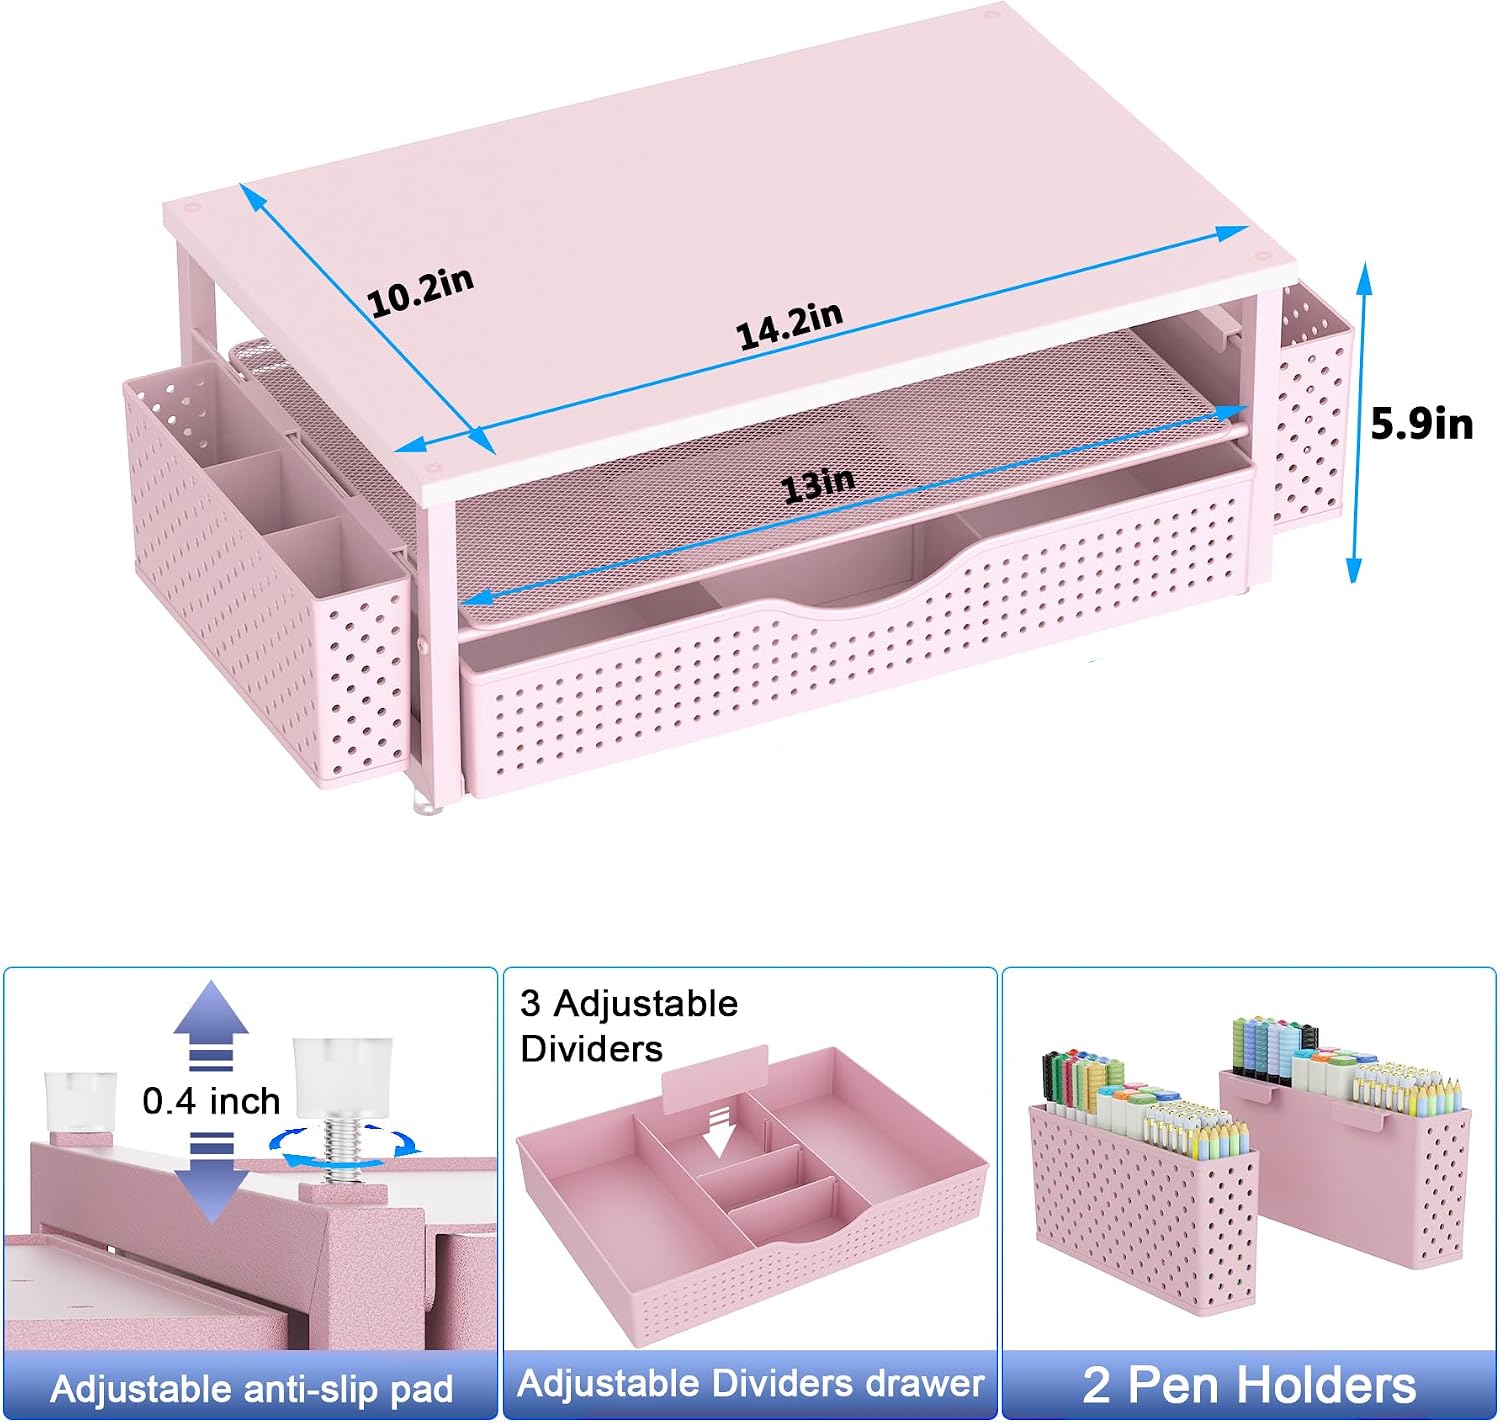 10.2in
14.2in
13in
5.9in
0.4 inch
Adjustable anti-slip pad
3 Adjustable
Dividers
Adjustable Dividers drawer
2 Pen Holders